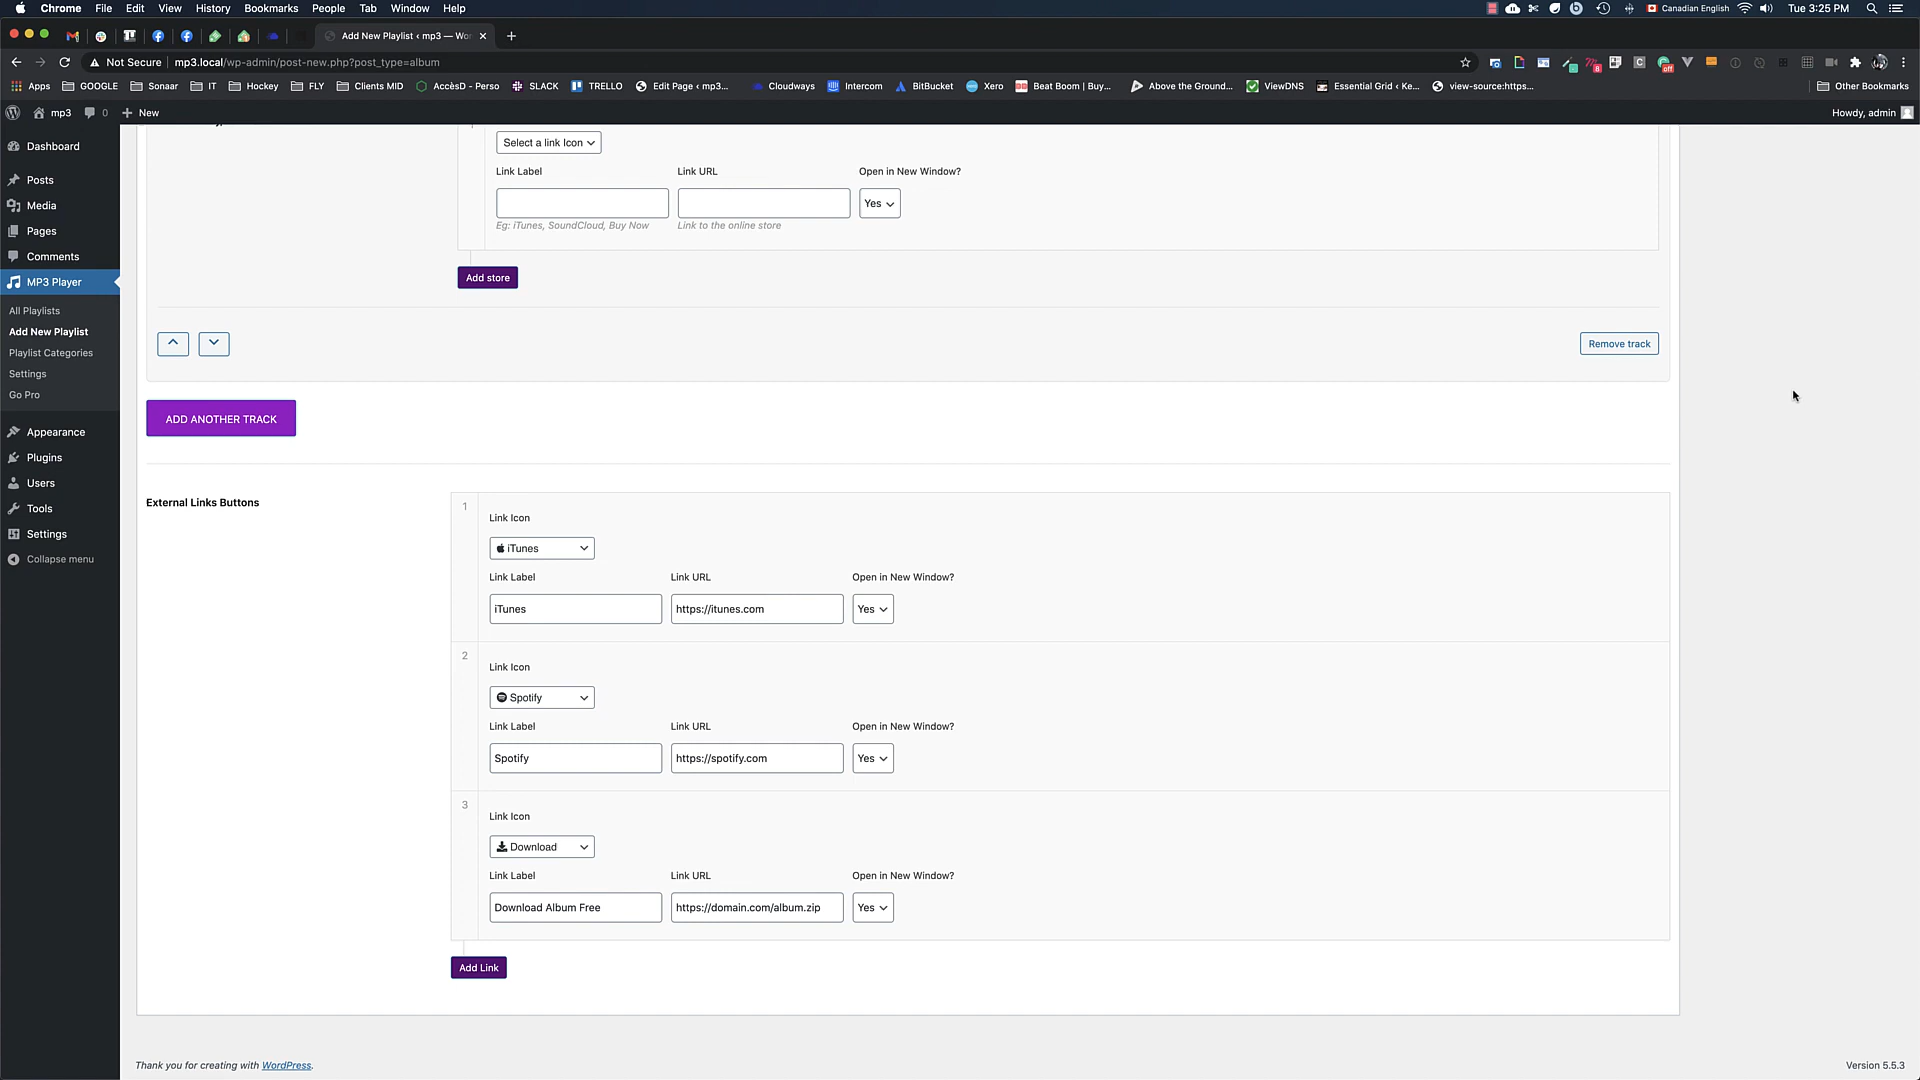 Chrome File Edit View History Bookmarks People Tab Window Help
Canadian English Tue 3:25 PM
Add New Playlist ‹ mp3 — Wor
Not Secure mp3.local/wp-admin/post-new.php?post_type=album
Apps GOOGLE Sonaar IT Hockey FLY Clients MID AccèsD - Perso SLACK TRELLO Edit Page ‹ mp3... Cloudways Intercom BitBucket Xero Beat Boom | Buy... Above the Ground... ViewDNS Essential Grid ‹ Ke... view-source:https... Other Bookmarks
mp3 0 + New Howdy, admin
Dashboard
Posts
Media
Pages
Comments
MP3 Player
All Playlists
Add New Playlist
Playlist Categories
Settings
Go Pro
Appearance
Plugins
Users
Tools
Settings
Collapse menu
Select a link Icon
Link Label Link URL Open in New Window?
Yes
Eg: iTunes, SoundCloud, Buy Now Link to the online store
Add store
Remove track
ADD ANOTHER TRACK
External Links Buttons
1
Link Icon
iTunes
Link Label Link URL Open in New Window?
iTunes https://itunes.com Yes
2
Link Icon
Spotify
Link Label Link URL Open in New Window?
Spotify https://spotify.com Yes
3
Link Icon
Download
Link Label Link URL Open in New Window?
Download Album Free https://domain.com/album.zip Yes
Add Link
Thank you for creating with WordPress. Version 5.5.3